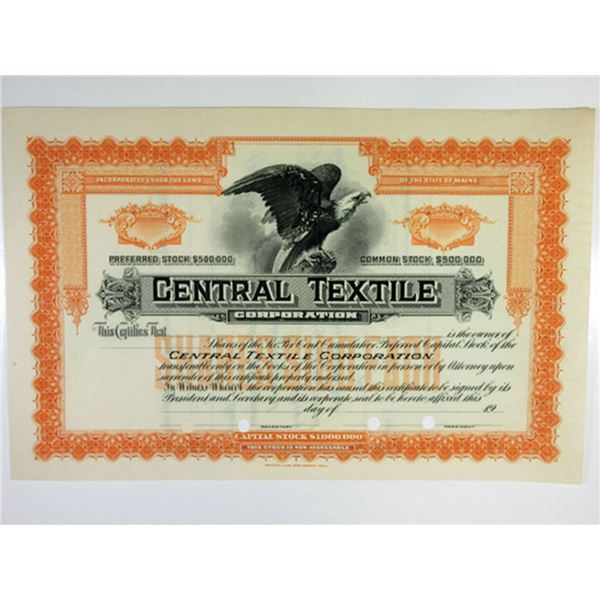 INCORPORATED UNDER THE LAWS OF THE STATE OF MAINE
PREFERRED STOCK $500,000. COMMON STOCK $500,000.
CENTRAL TEXTILE
CORPORATION
This Certifies That is the owner of
Shares of the Six Per Cent Cumulative Preferred Capital Stock of the
CENTRAL TEXTILE CORPORATION
transferable only on the books of the Corporation in person or by Attorney upon
surrender of this certificate properly indorsed.
In Witness Whereof the corporation has caused this certificate to be signed by its
President and Secretary and its corporate seal to be hereto affixed this
day of 19
SECRETARY PRESIDENT
CAPITAL STOCK $1,000,000
THIS STOCK IS NON ASSESSABLE